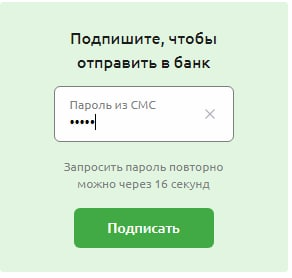 Подпишите, чтобы
отправить в банк
Пароль из СМС
•••••
Запросить пароль повторно
можно через 16 секунд
Подписать